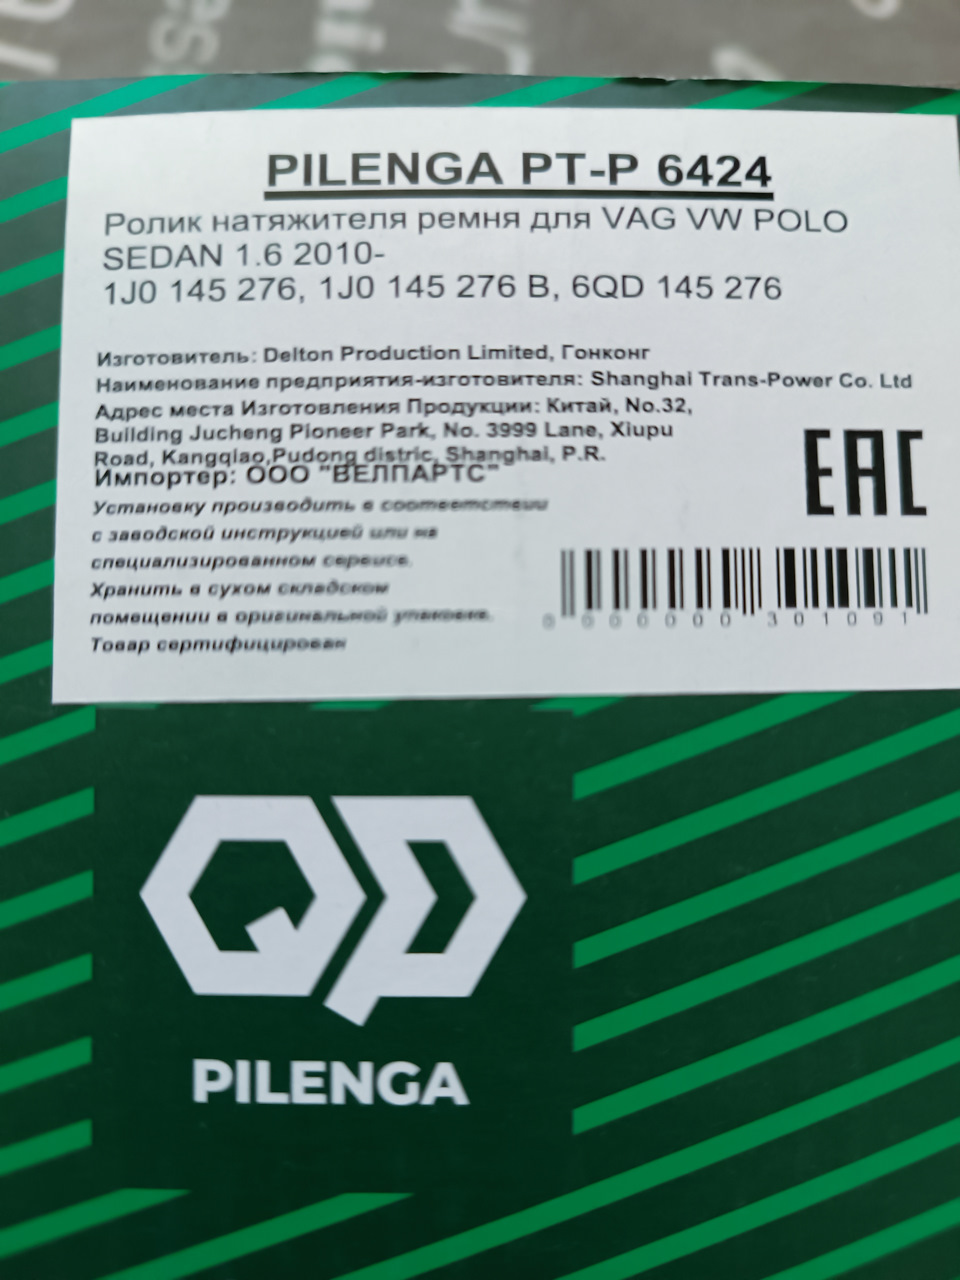 PILENGA PT-P 6424
Ролик натяжителя ремня для VAG VW POLO
SEDAN 1.6 2010-
1J0 145 276, 1J0 145 276 B, 6QD 145 276
Изготовитель: Delton Production Limited, Гонконг
Наименование предприятия-изготовителя: Shanghai Trans-Power Co. Ltd
Адрес места Изготовления Продукции: Китай, No.32,
Building Jucheng Pioneer Park, No. 3999 Lane, Xiupu
Road, Kangqiao,Pudong distric, Shanghai, P.R.
Импортер: ООО "ВЕЛПАРТС"
Установку производить в соответствии
с заводской инструкцией или на
специализированном сервисе.
Хранить в сухом складском
помещении в оригинальной упаковке.
Товар сертифицирован
EAC
0 000000 301091
QP
PILENGA